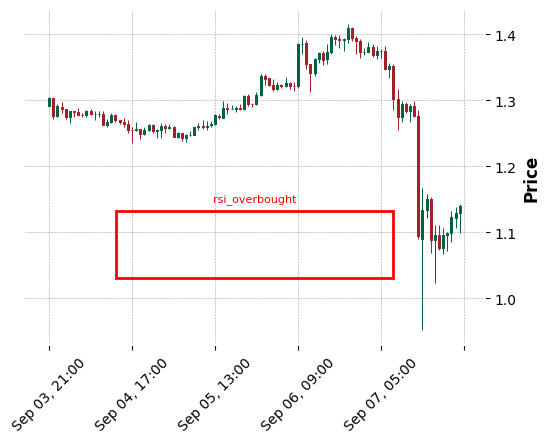 1.4
1.3
1.2
1.1
1.0
Price
rsi_overbought
Sep 03, 21:00
Sep 04, 17:00
Sep 05, 13:00
Sep 06, 09:00
Sep 07, 05:00